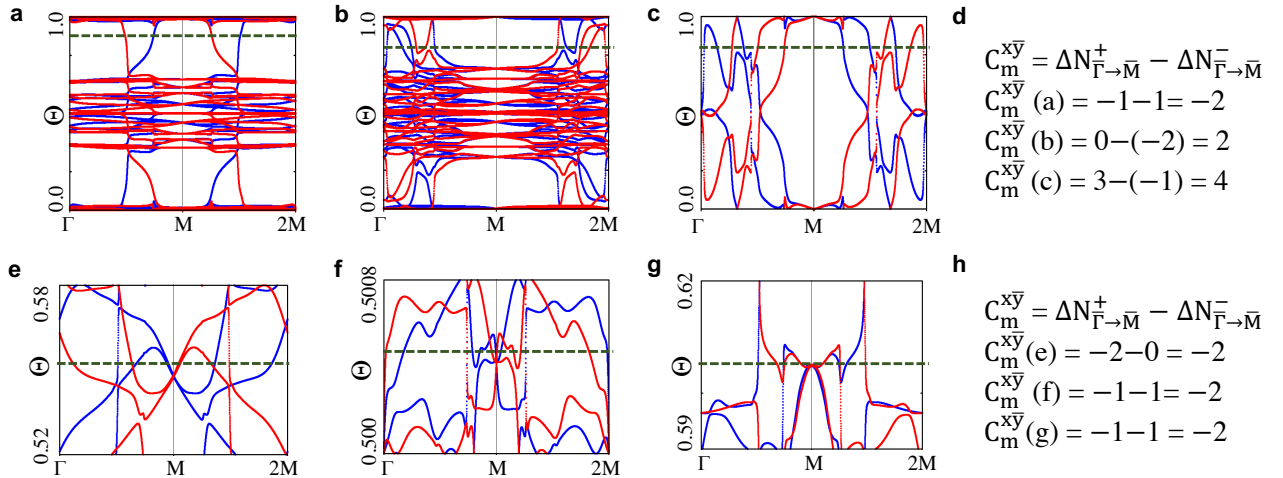 a
1.0
Θ
0.0
Γ
M
2M
b
1.0
Θ
0.0
Γ
M
2M
c
1.0
Θ
0.0
Γ
M
2M
d
C_m^{xȳ} = ΔN^+_{Γ̄→M̄} − ΔN^−_{Γ̄→M̄}
C_m^{xȳ} (a) = −1−1= −2
C_m^{xȳ} (b) = 0−(−2) = 2
C_m^{xȳ} (c) = 3−(−1) = 4
e
0.58
Θ
0.52
Γ
M
2M
f
0.5008
Θ
0.500
Γ
M
2M
g
0.62
Θ
0.59
Γ
M
2M
h
C_m^{xȳ} = ΔN^+_{Γ̄→M̄} − ΔN^−_{Γ̄→M̄}
C_m^{xȳ}(e) = −2−0 = −2
C_m^{xȳ}(f) = −1−1 = −2
C_m^{xȳ}(g) = −1−1 = −2